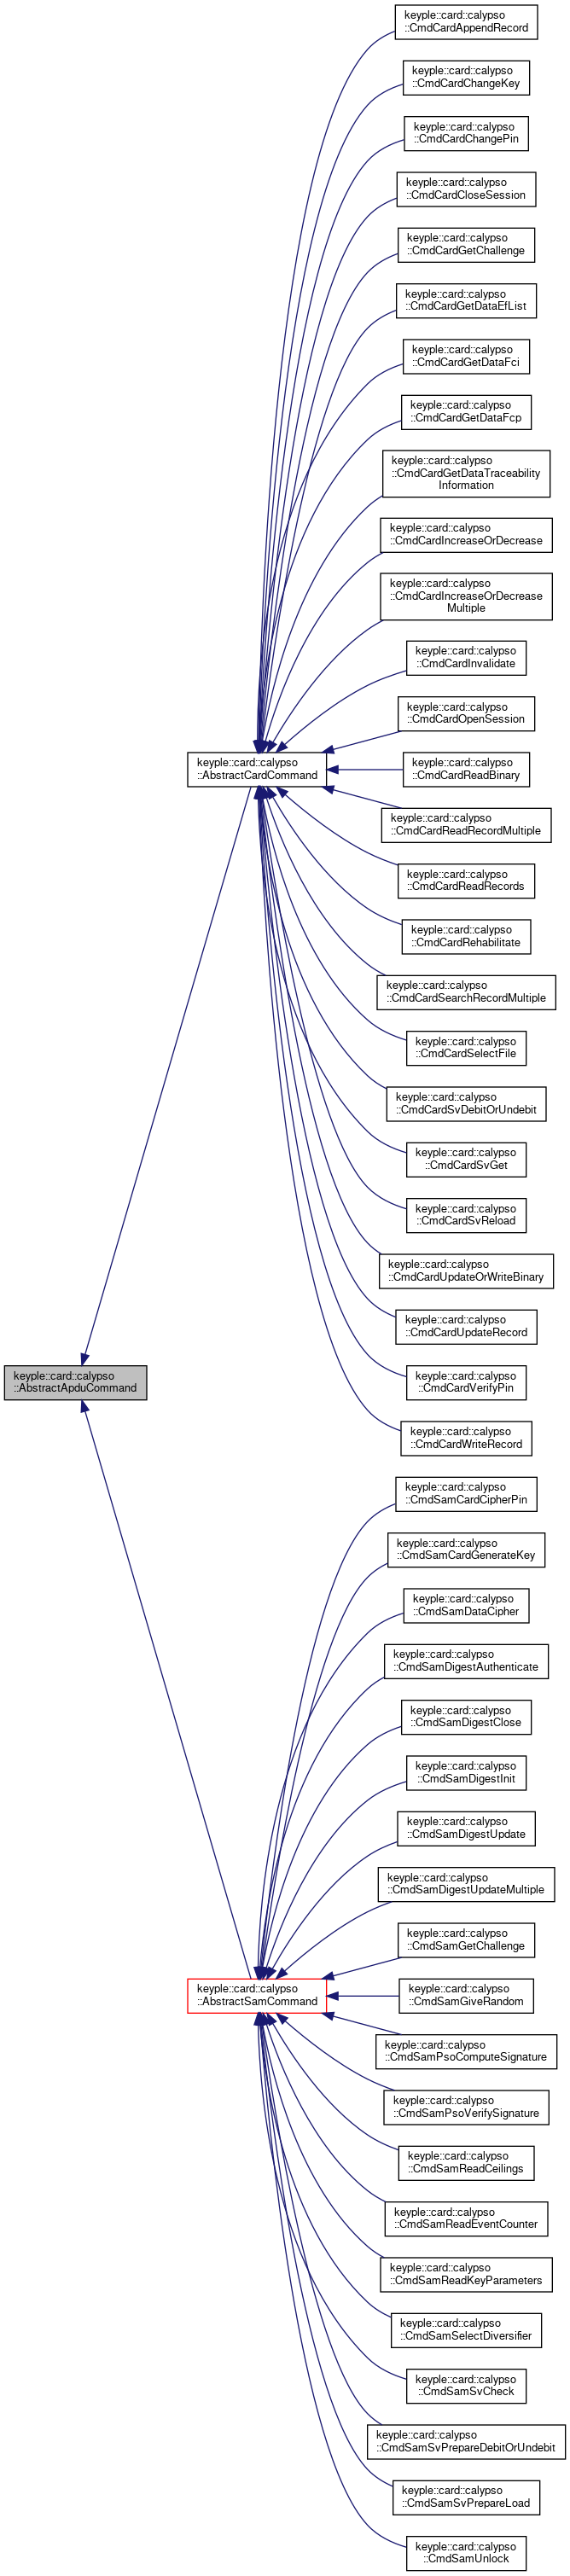 keyple::card::calypso
::CmdCardAppendRecord
keyple::card::calypso
::CmdCardChangeKey
keyple::card::calypso
::CmdCardChangePin
keyple::card::calypso
::CmdCardCloseSession
keyple::card::calypso
::CmdCardGetChallenge
keyple::card::calypso
::CmdCardGetDataEfList
keyple::card::calypso
::CmdCardGetDataFci
keyple::card::calypso
::CmdCardGetDataFcp
keyple::card::calypso
::CmdCardGetDataTraceability
Information
keyple::card::calypso
::CmdCardIncreaseOrDecrease
keyple::card::calypso
::CmdCardIncreaseOrDecrease
Multiple
keyple::card::calypso
::CmdCardInvalidate
keyple::card::calypso
::CmdCardOpenSession
keyple::card::calypso
::AbstractCardCommand
keyple::card::calypso
::CmdCardReadBinary
keyple::card::calypso
::CmdCardReadRecordMultiple
keyple::card::calypso
::CmdCardReadRecords
keyple::card::calypso
::CmdCardRehabilitate
keyple::card::calypso
::CmdCardSearchRecordMultiple
keyple::card::calypso
::CmdCardSelectFile
keyple::card::calypso
::CmdCardSvDebitOrUndebit
keyple::card::calypso
::CmdCardSvGet
keyple::card::calypso
::CmdCardSvReload
keyple::card::calypso
::CmdCardUpdateOrWriteBinary
keyple::card::calypso
::CmdCardUpdateRecord
keyple::card::calypso
::AbstractApduCommand
keyple::card::calypso
::CmdCardVerifyPin
keyple::card::calypso
::CmdCardWriteRecord
keyple::card::calypso
::CmdSamCardCipherPin
keyple::card::calypso
::CmdSamCardGenerateKey
keyple::card::calypso
::CmdSamDataCipher
keyple::card::calypso
::CmdSamDigestAuthenticate
keyple::card::calypso
::CmdSamDigestClose
keyple::card::calypso
::CmdSamDigestInit
keyple::card::calypso
::CmdSamDigestUpdate
keyple::card::calypso
::CmdSamDigestUpdateMultiple
keyple::card::calypso
::CmdSamGetChallenge
keyple::card::calypso
::AbstractSamCommand
keyple::card::calypso
::CmdSamGiveRandom
keyple::card::calypso
::CmdSamPsoComputeSignature
keyple::card::calypso
::CmdSamPsoVerifySignature
keyple::card::calypso
::CmdSamReadCeilings
keyple::card::calypso
::CmdSamReadEventCounter
keyple::card::calypso
::CmdSamReadKeyParameters
keyple::card::calypso
::CmdSamSelectDiversifier
keyple::card::calypso
::CmdSamSvCheck
keyple::card::calypso
::CmdSamSvPrepareDebitOrUndebit
keyple::card::calypso
::CmdSamSvPrepareLoad
keyple::card::calypso
::CmdSamUnlock